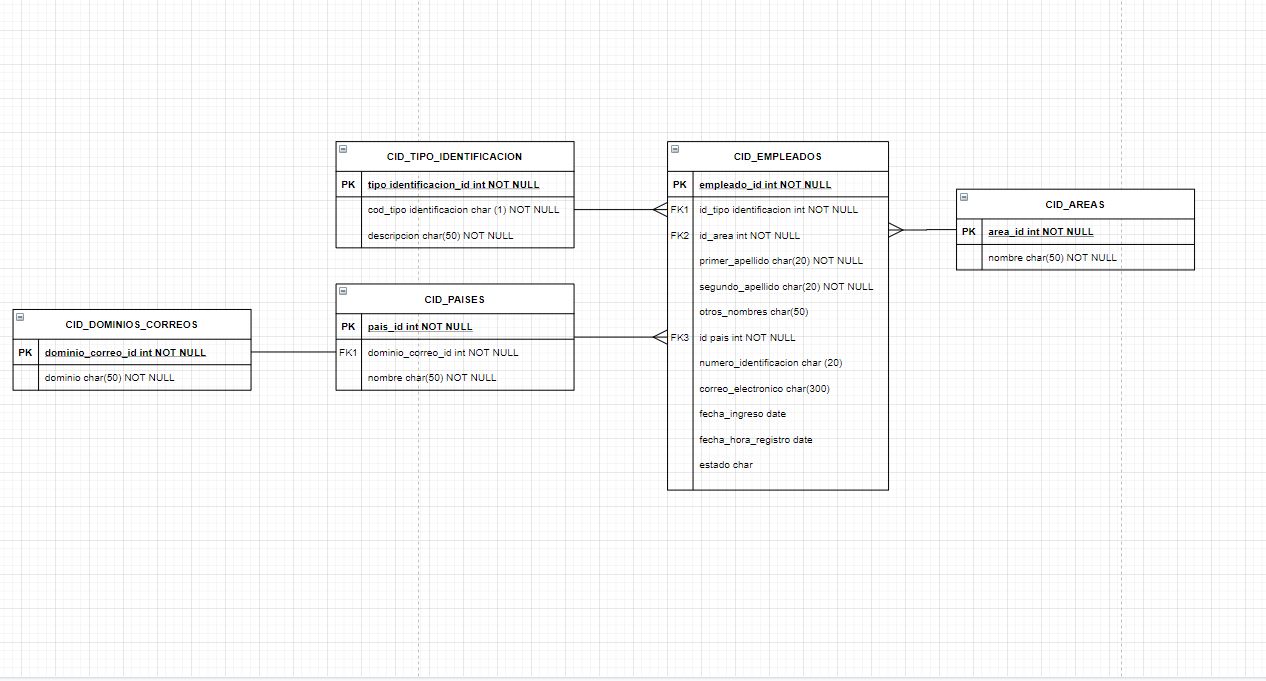 CID_TIPO_IDENTIFICACION
PK tipo identificacion_id int NOT NULL
cod_tipo identificacion char (1) NOT NULL
descripcion char(50) NOT NULL
CID_EMPLEADOS
PK empleado_id int NOT NULL
FK1 id_tipo identificacion int NOT NULL
FK2 id_area int NOT NULL
primer_apellido char(20) NOT NULL
segundo_apellido char(20) NOT NULL
otros_nombres char(50)
FK3 id pais int NOT NULL
numero_identificacion char (20)
correo_electronico char(300)
fecha_ingreso date
fecha_hora_registro date
estado char
CID_AREAS
PK area_id int NOT NULL
nombre char(50) NOT NULL
CID_PAISES
PK pais_id int NOT NULL
FK1 dominio_correo_id int NOT NULL
nombre char(50) NOT NULL
CID_DOMINIOS_CORREOS
PK dominio_correo_id int NOT NULL
dominio char(50) NOT NULL